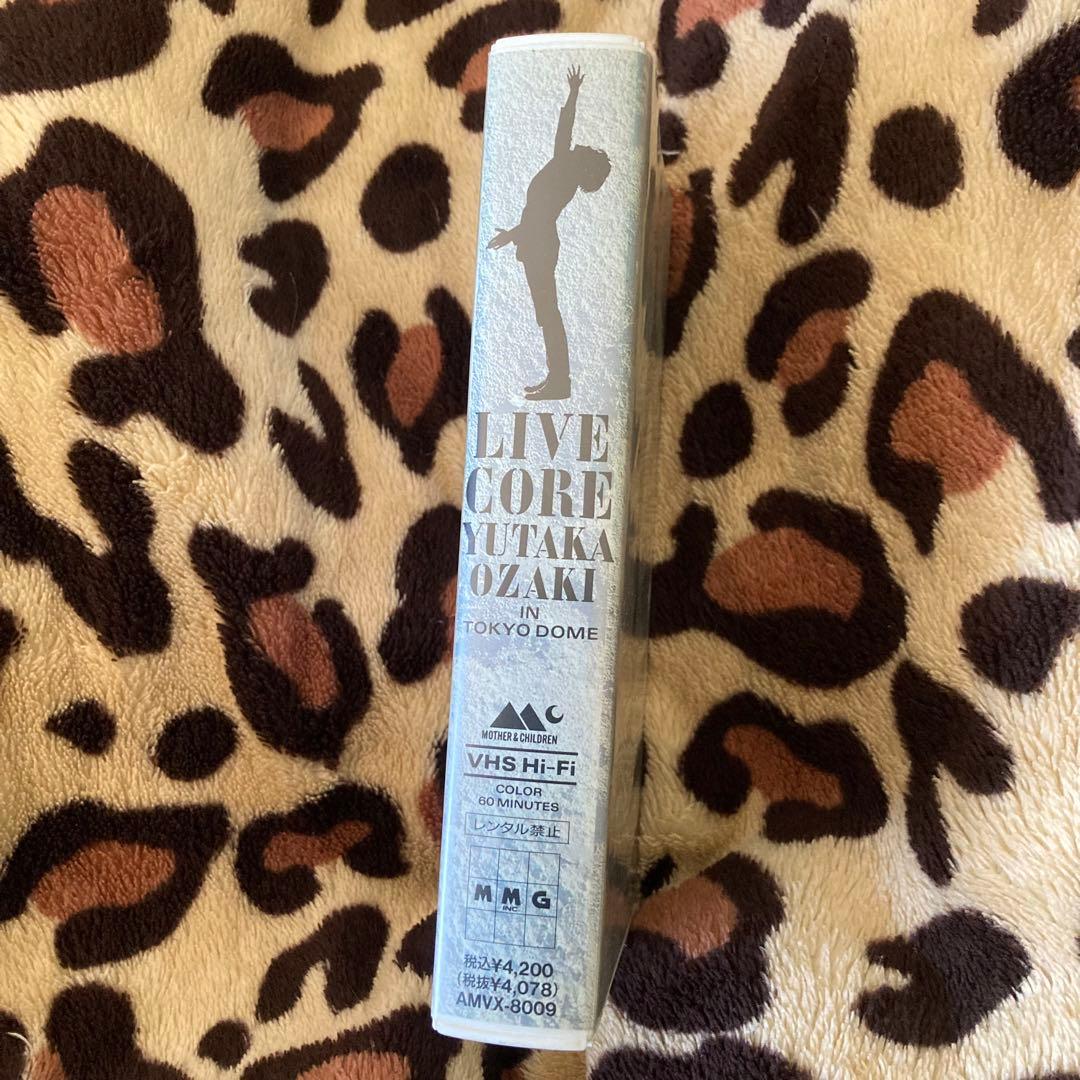 LIVE
CORE
YUTAKA
OZAKI
IN
TOKYO DOME
MOTHER & CHILDREN
VHS Hi-Fi
COLOR
60 MINUTES
レンタル禁止
M M G
INC.
税込¥4,200
(税抜¥4,078)
AMVX-8009